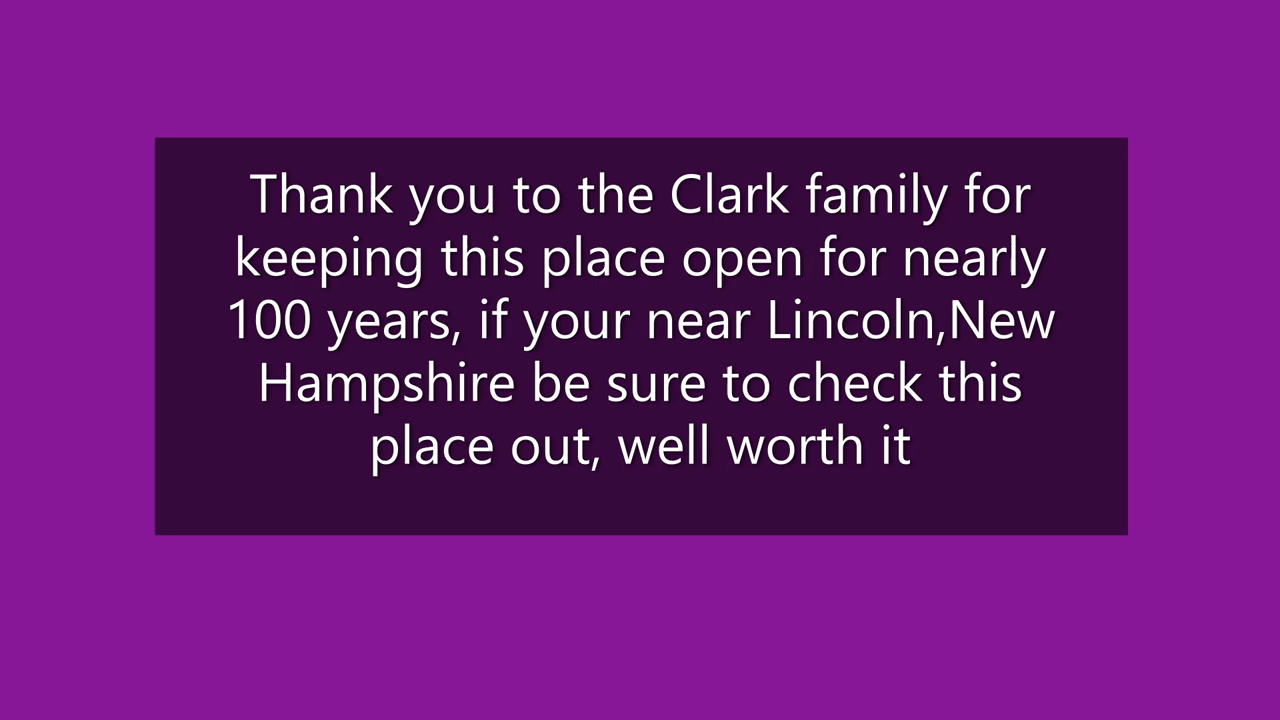 Thank you to the Clark family for
keeping this place open for nearly
100 years, if your near Lincoln,New
Hampshire be sure to check this
place out, well worth it